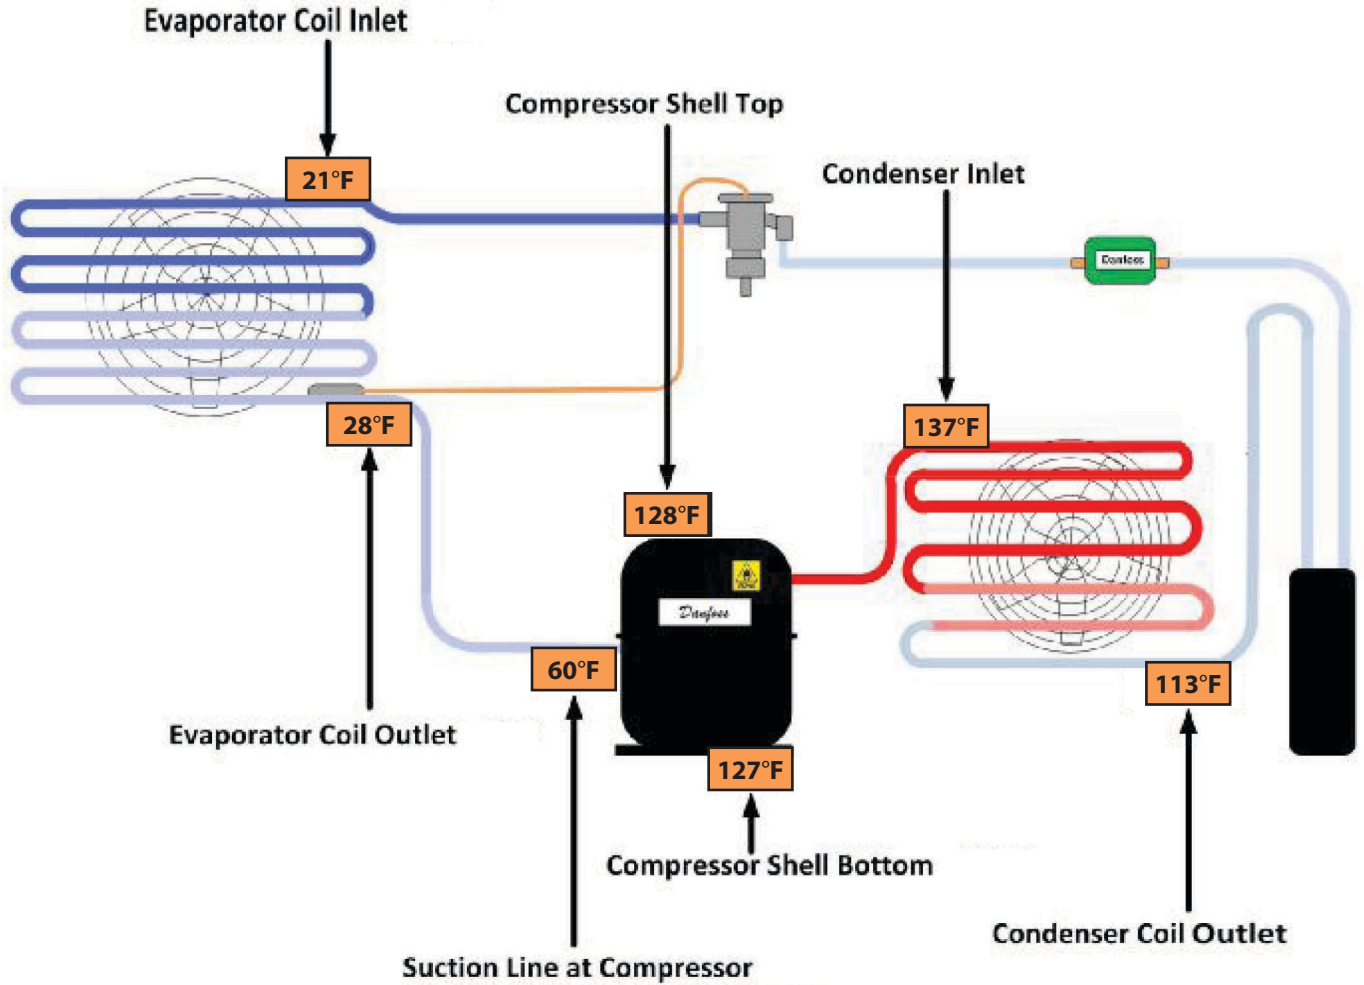 Evaporator Coil Inlet
Compressor Shell Top
Condenser Inlet
21°F
Danfoss
28°F
137°F
128°F
Danfoss
60°F
113°F
Evaporator Coil Outlet
127°F
Compressor Shell Bottom
Condenser Coil Outlet
Suction Line at Compressor